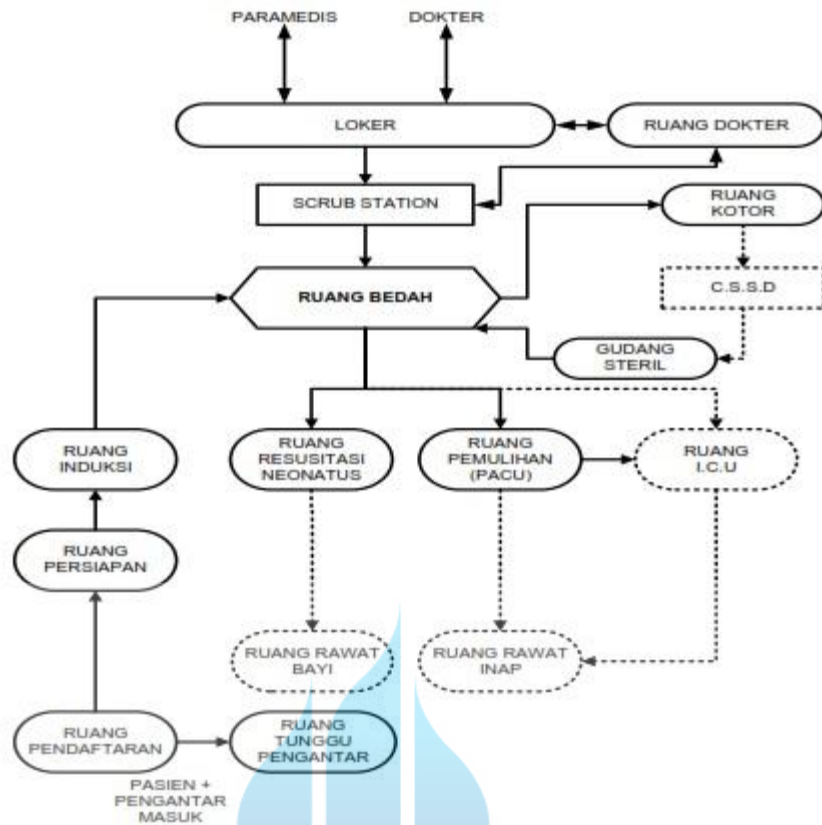 PARAMEDIS
DOKTER
LOKER
RUANG DOKTER
SCRUB STATION
RUANG
KOTOR
RUANG BEDAH
C.S.S.D
GUDANG
STERIL
RUANG
INDUKSI
RUANG
RESUSITASI
NEONATUS
RUANG
PEMULIHAN
(PACU)
RUANG
I.C.U
RUANG
PERSIAPAN
RUANG RAWAT
BAYI
RUANG RAWAT
INAP
RUANG
PENDAFTARAN
RUANG
TUNGGU
PENGANTAR
PASIEN +
PENGANTAR
MASUK